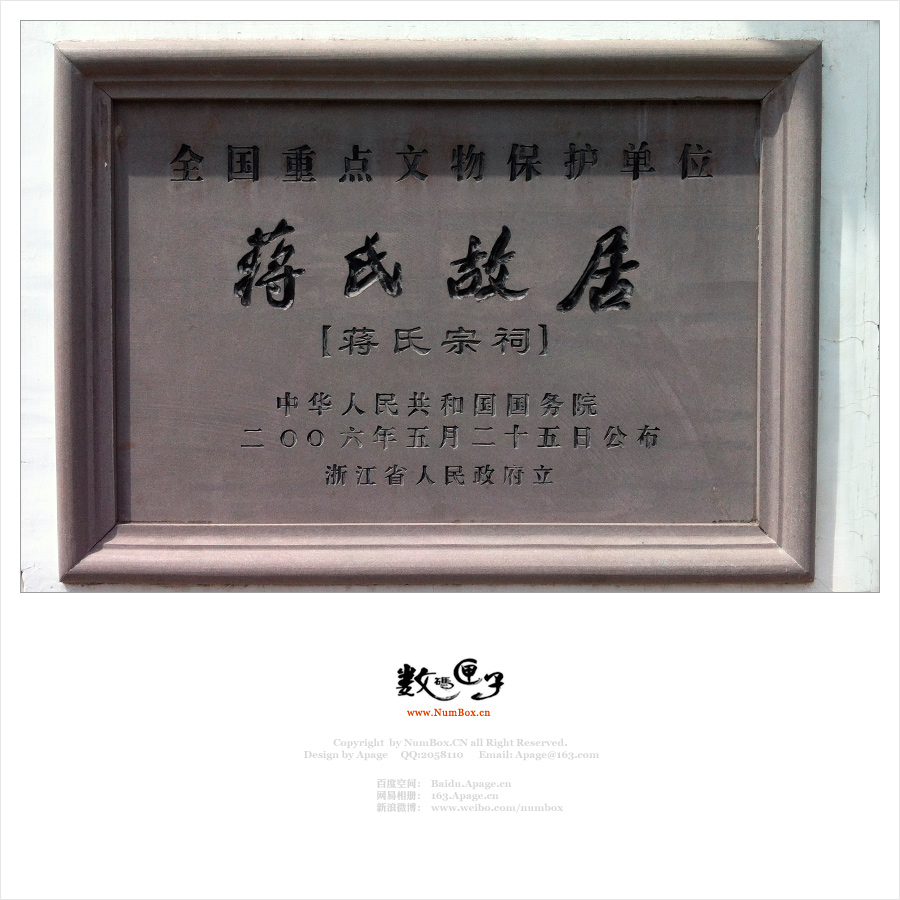 全国重点文物保护单位
蒋氏故居
【蒋氏宗祠】
中华人民共和国国务院
二〇〇六年五月二十五日公布
浙江省人民政府立
数碼匣子
www.NumBox.cn
Copyright by NumBox.CN all Right Reserved.
Design by Apage QQ:2058110 Email: Apage@163.com
百度空间: Baidu.Apage.cn
网易相册: 163.Apage.cn
新浪微博: www.weibo.com/numbox